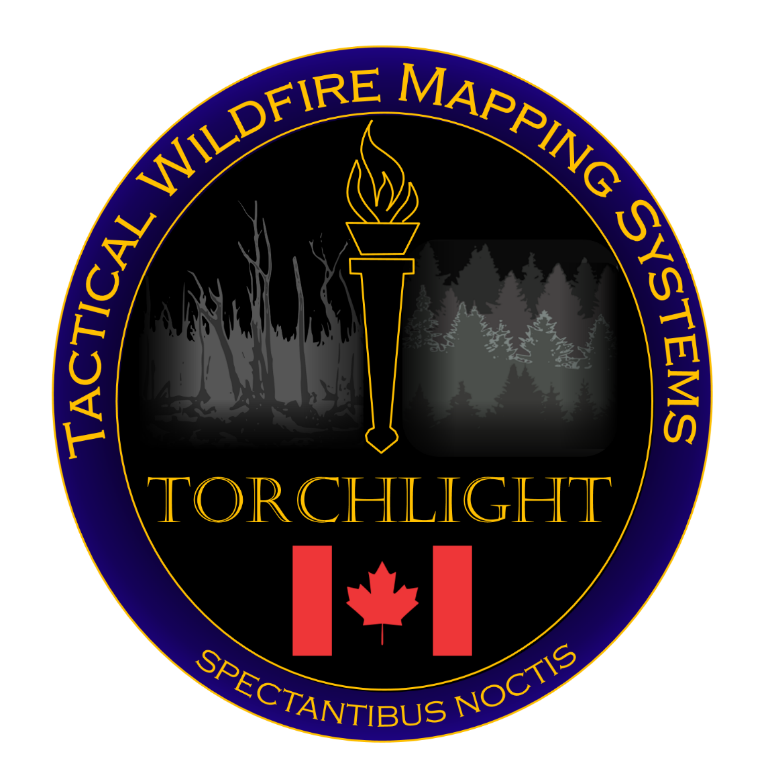 Tactical Wildfire Mapping Systems
TORCHLIGHT
SPECTANTIBUS NOCTIS